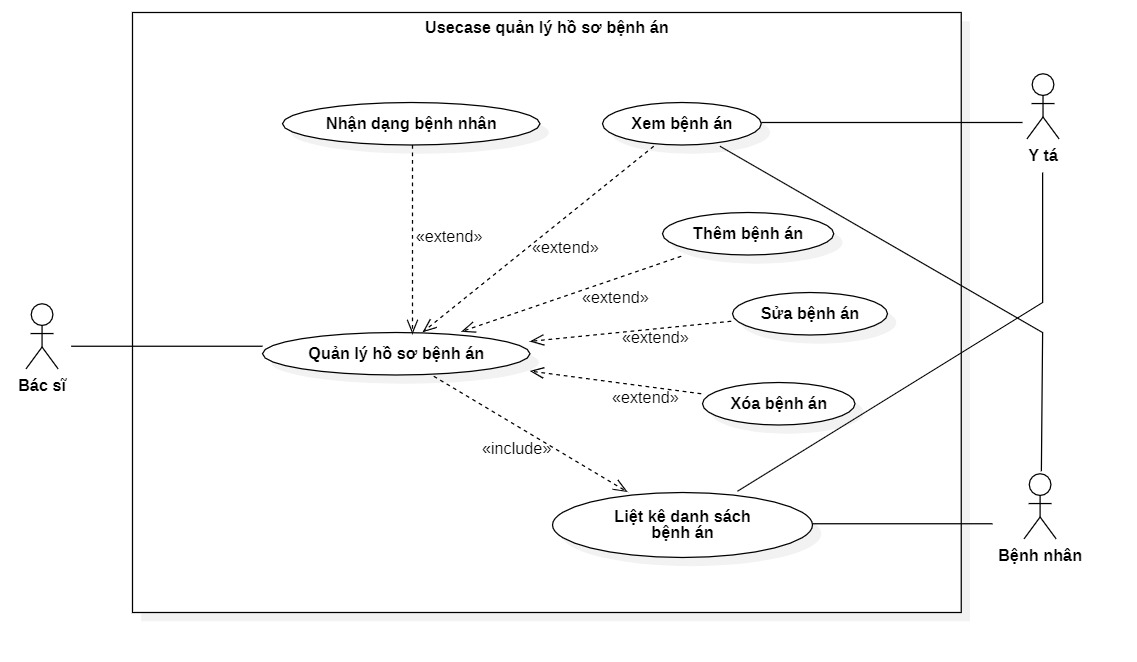 Usecase quản lý hồ sơ bệnh án
Nhận dạng bệnh nhân
Xem bệnh án
Y tá
Thêm bệnh án
«extend»
«extend»
«extend»
Sửa bệnh án
«extend»
Quản lý hồ sơ bệnh án
Bác sĩ
«extend»
Xóa bệnh án
«include»
Liệt kê danh sách
bệnh án
Bệnh nhân